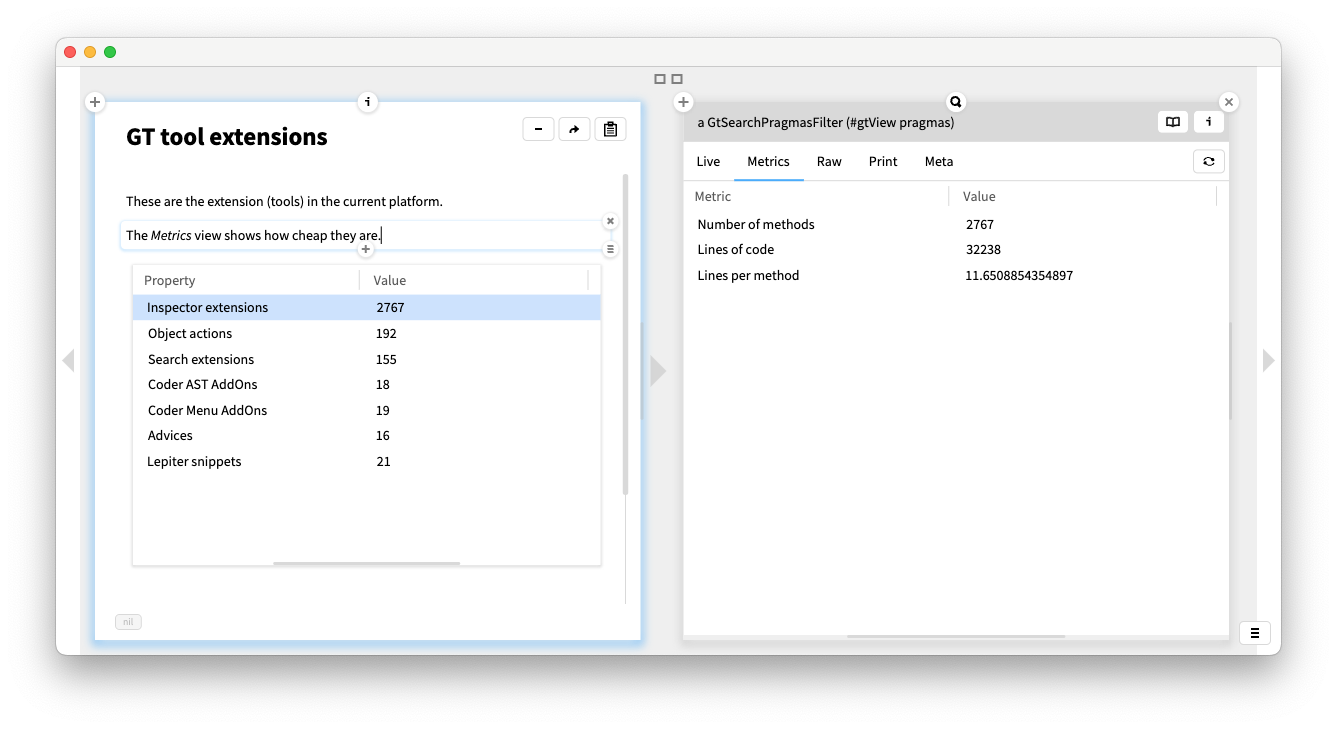 GT tool extensions
These are the extension (tools) in the current platform.
The Metrics view shows how cheap they are.
Property Value
Inspector extensions 2767
Object actions 192
Search extensions 155
Coder AST AddOns 18
Coder Menu AddOns 19
Advices 16
Lepiter snippets 21
nil
a GtSearchPragmasFilter (#gtView pragmas)
Live Metrics Raw Print Meta
Metric Value
Number of methods 2767
Lines of code 32238
Lines per method 11.6508854354897